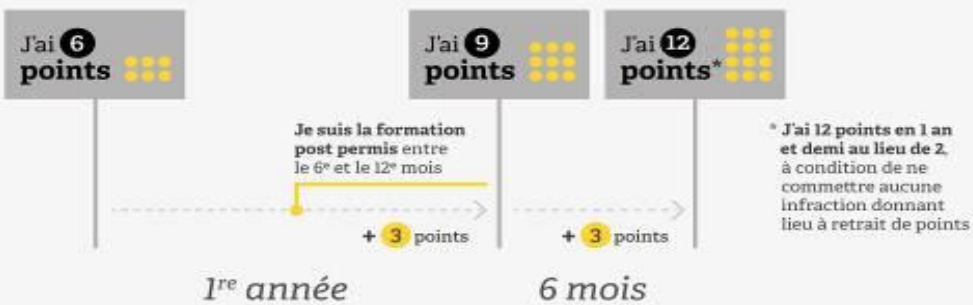 J'ai 6
points
J'ai 9
points
J'ai 12
points*
Je suis la formation
post permis entre
le 6e et le 12e mois
* J'ai 12 points en 1 an
et demi au lieu de 2,
à condition de ne
commettre aucune
infraction donnant
lieu à retrait de points
+ 3 points
+ 3 points
1re année
6 mois